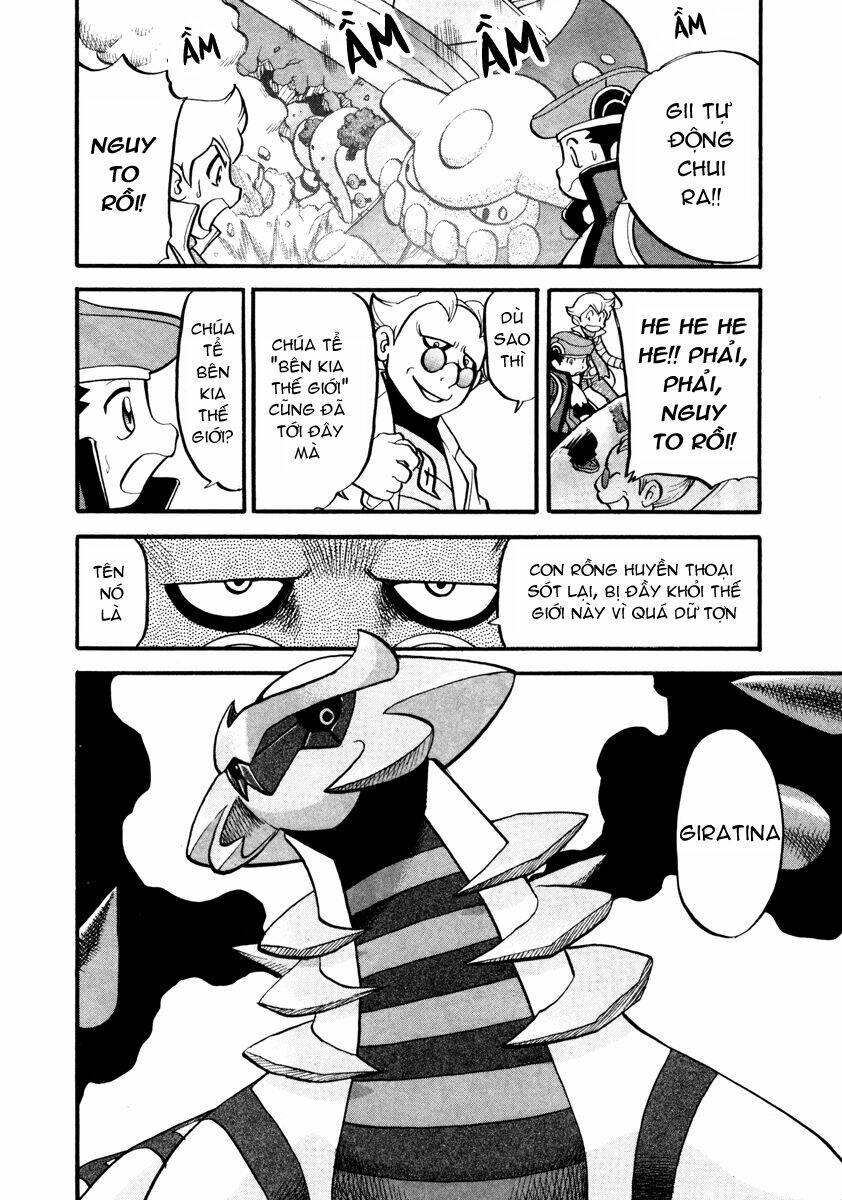 ẦM
ẦM
ẦM
ẦM
GII TỰ
ĐỘNG
CHUI
RA!!
NGUY
TO
RỒI!
HE HE HE
HE!! PHẢI,
PHẢI,
NGUY
TO RỒI!
DÙ
SAO
THÌ
CHÚA TỂ
"BÊN KIA
THẾ GIỚI"
CŨNG ĐÃ
TỚI ĐÂY
MÀ
CHÚA
TỂ
BÊN
KIA
THẾ
GIỚI?
CON RỒNG HUYỀN THOẠI
SÓT LẠI, BỊ ĐẨY KHỎI THẾ
GIỚI NÀY VÌ QUÁ DỮ TỢN
TÊN
NÓ
LÀ
GIRATINA